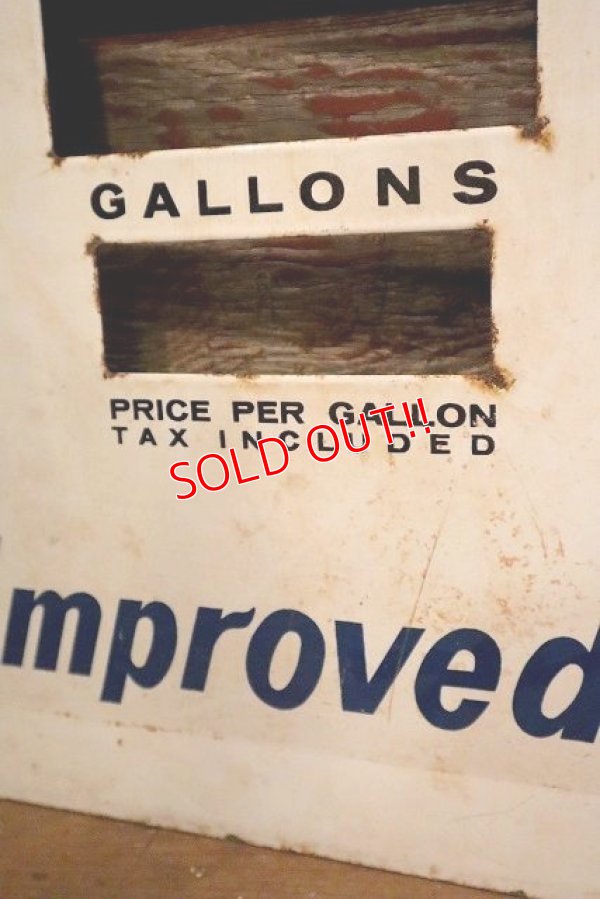 GALLONS
PRICE PER GALLON
TAX INCLUDED
SOLD OUT!!
mproved